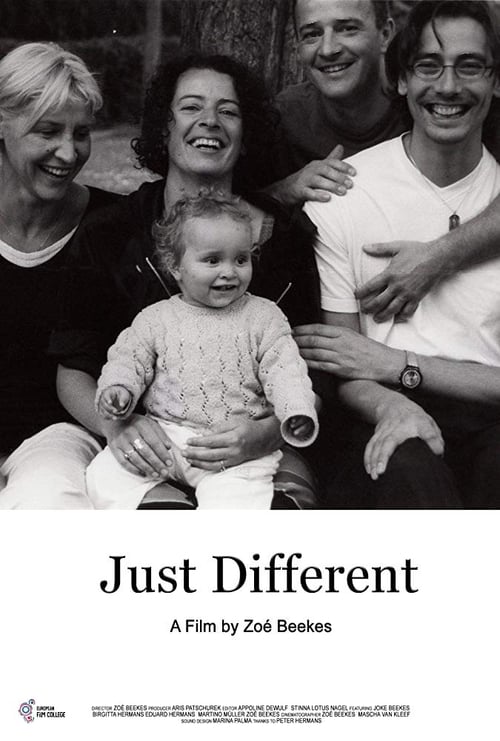 Just Different
A Film by Zoé Beekes
EUROPEAN
FILM COLLEGE
DIRECTOR ZOÉ BEEKES PRODUCER ARIS PATSCHUREK EDITOR APPOLINE DEWULF STINNA LOTUS NAGEL FEATURING JOKE BEEKES
BIRGITTA HERMANS EDUARD HERMANS MARTINO MÜLLER ZOÉ BEEKES CINEMATOGRAPHER ZOÉ BEEKES MASCHA VAN KLEEF
SOUND DESIGN MARINA PALMA THANKS TO PETER HERMANS